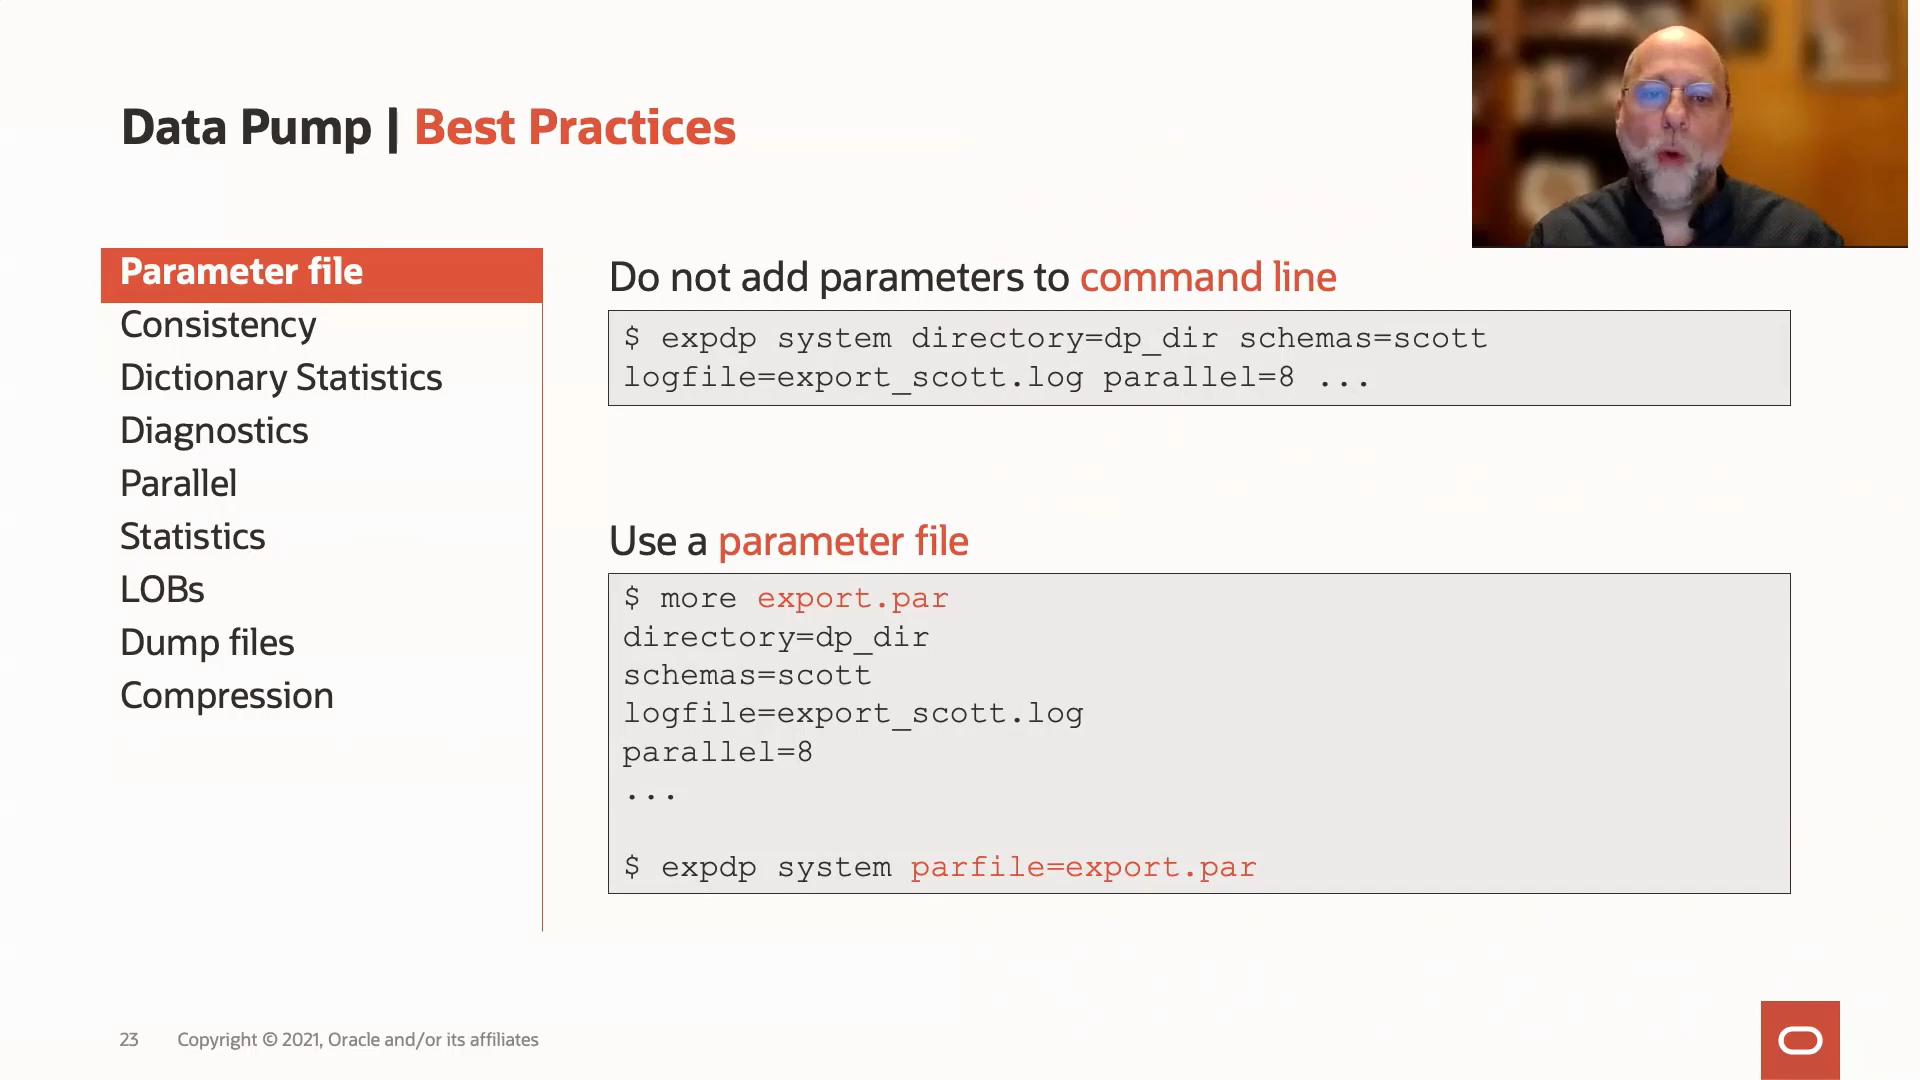 Data Pump | Best Practices
Parameter file
Consistency
Dictionary Statistics
Diagnostics
Parallel
Statistics
LOBs
Dump files
Compression
Do not add parameters to command line
$ expdp system directory=dp_dir schemas=scott
logfile=export_scott.log parallel=8 ...
Use a parameter file
$ more export.par
directory=dp_dir
schemas=scott
logfile=export_scott.log
parallel=8
...
$ expdp system parfile=export.par
23 Copyright © 2021, Oracle and/or its affiliates